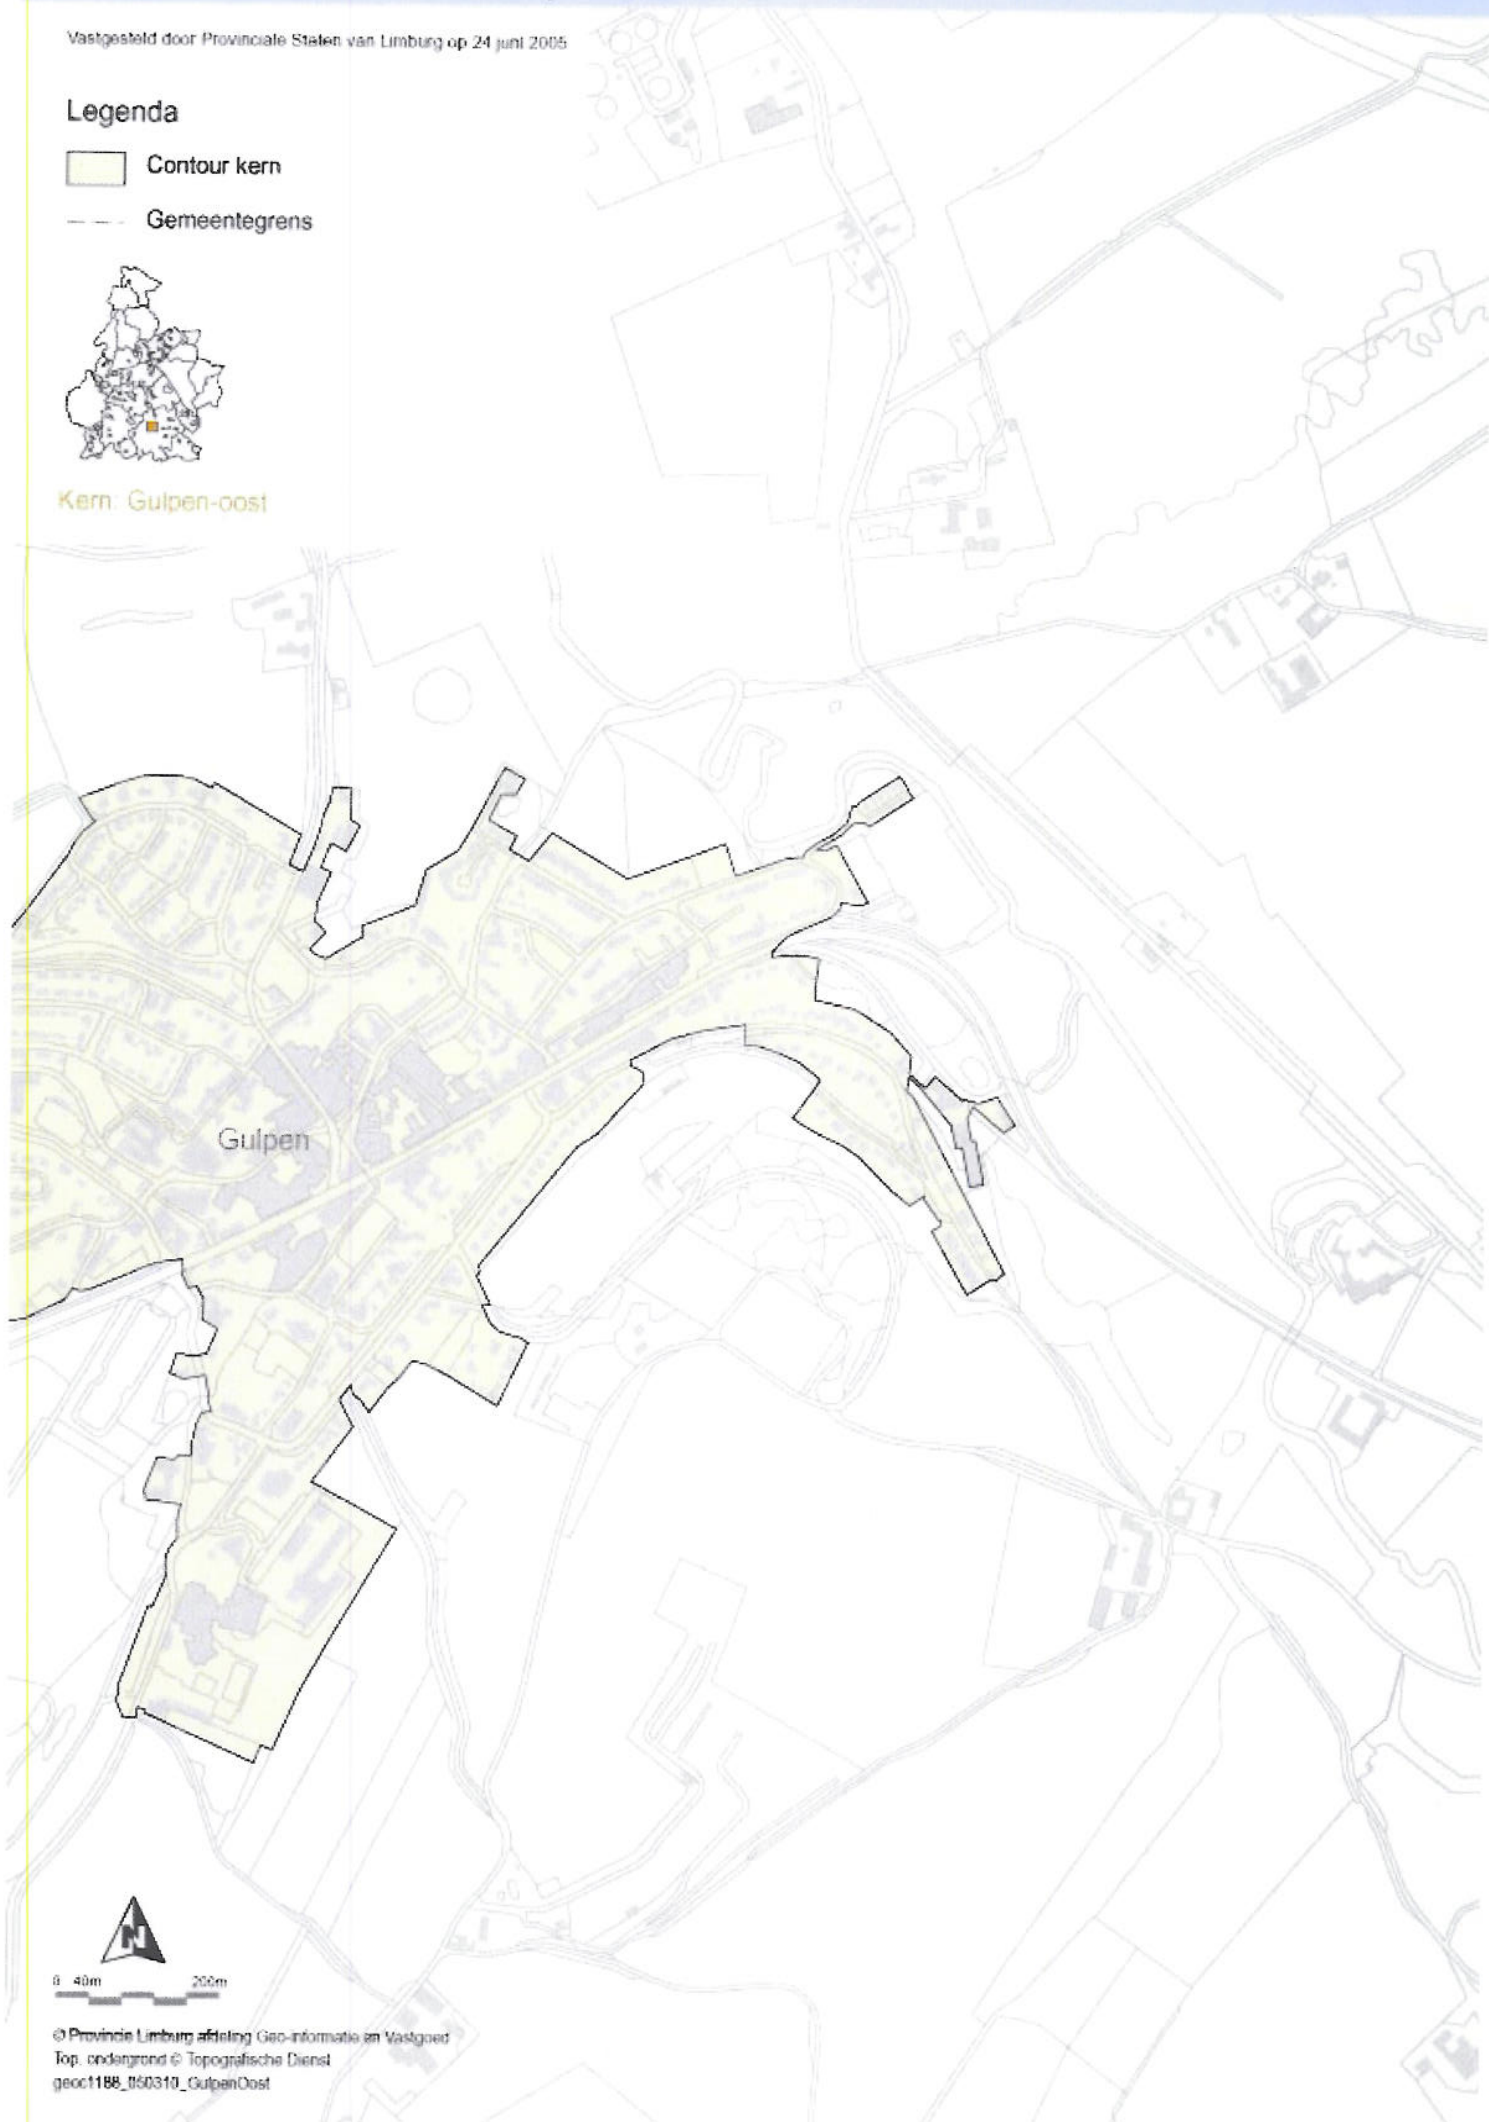 Vastgesteld door Provinciale Staten van Limburg op 24 juni 2005
Legenda
Contour kern
Gemeentegrens
Kern: Gulpen-oost
Gulpen
N
0 40m 200m
© Provincie Limburg afdeling Geo-informatie en Vastgoed
Top. ondergrond © Topografische Dienst
geoc1188_050310_GulpenOost